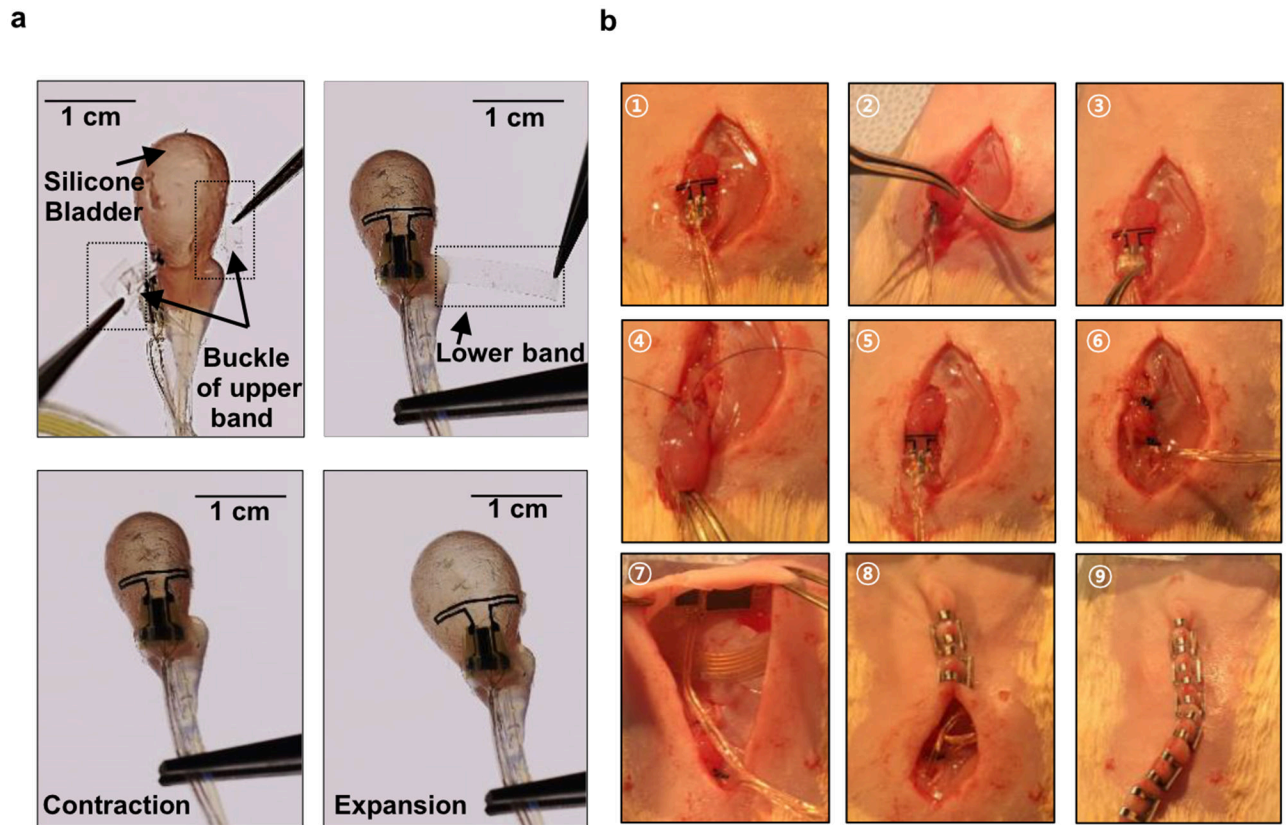 a
b
1 cm
Silicone
Bladder
Buckle
of upper
band
1 cm
Lower band
1 cm
Contraction
1 cm
Expansion
①
②
③
④
⑤
⑥
⑦
⑧
⑨